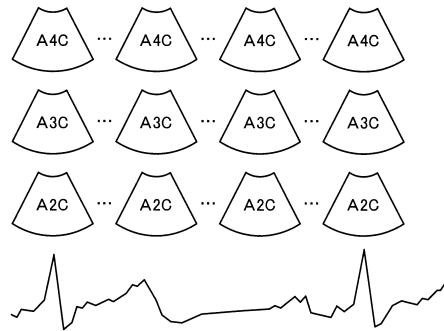 A4C ... A4C ... A4C ... A4C
A3C ... A3C ... A3C ... A3C
A2C ... A2C ... A2C ... A2C